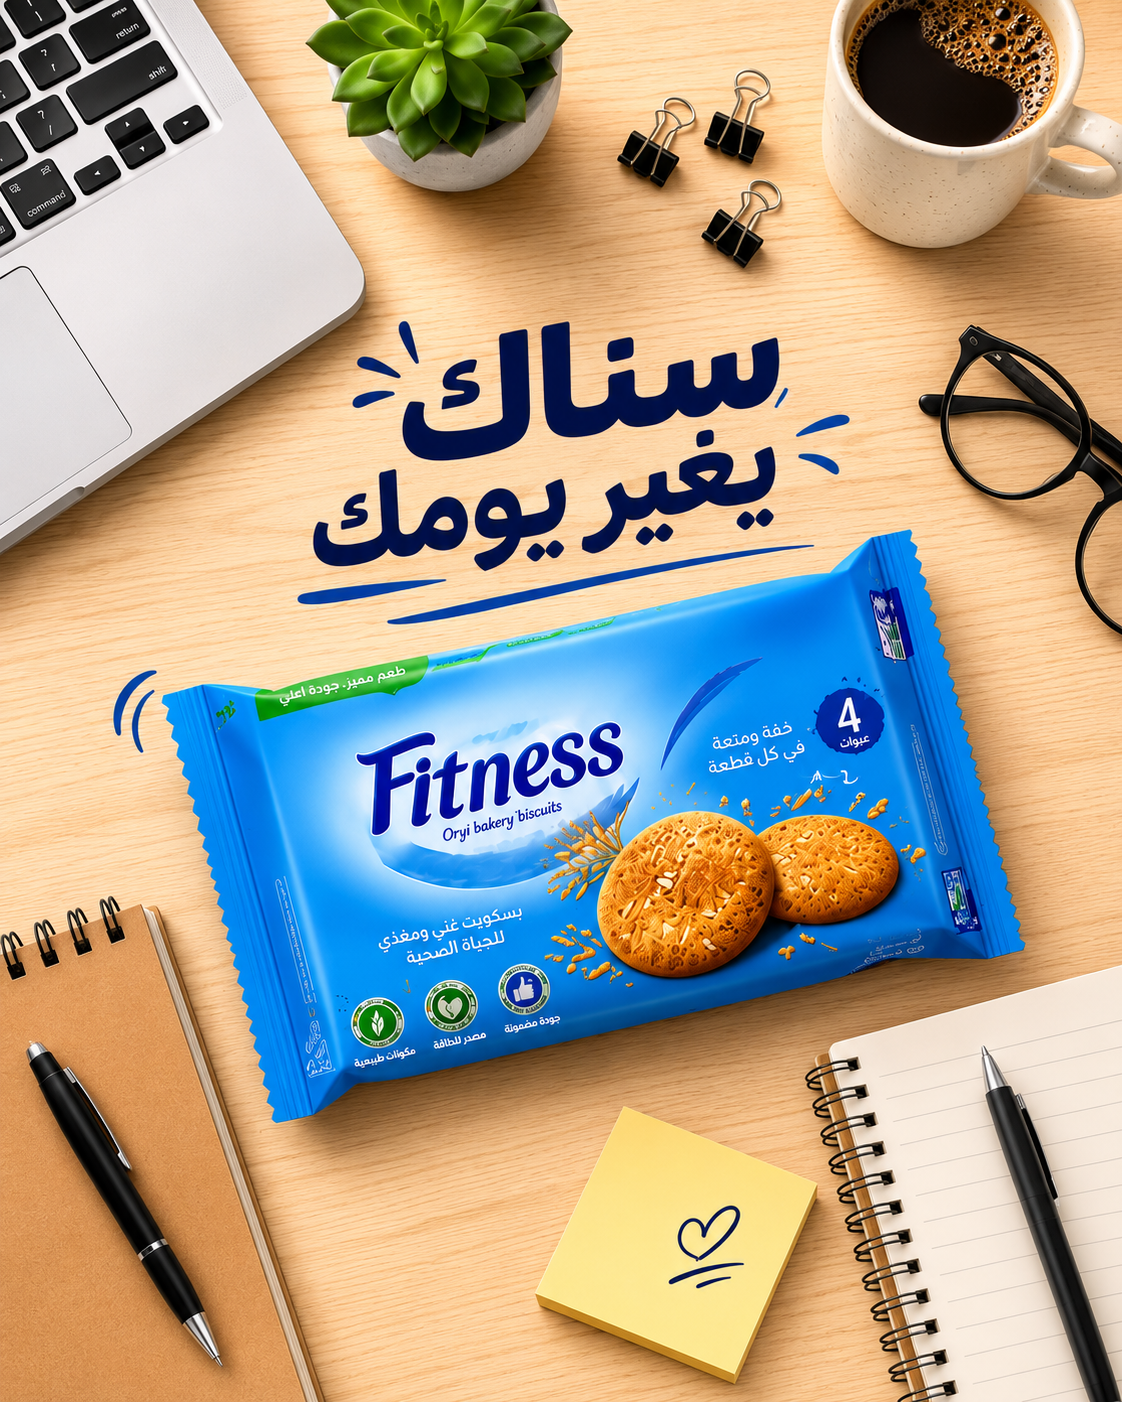 return
shift
command
سناك
يغير يومك
طعم مميز. جودة اعلي
Fitness
Oryi bakery biscuits
خفة ومتعة
في كل قطعة
4
عبوات
بسكويت غني ومغذي
للجياة الصحية
مكونات طبيعية
مصدر للطاقة
جودة مضمونة